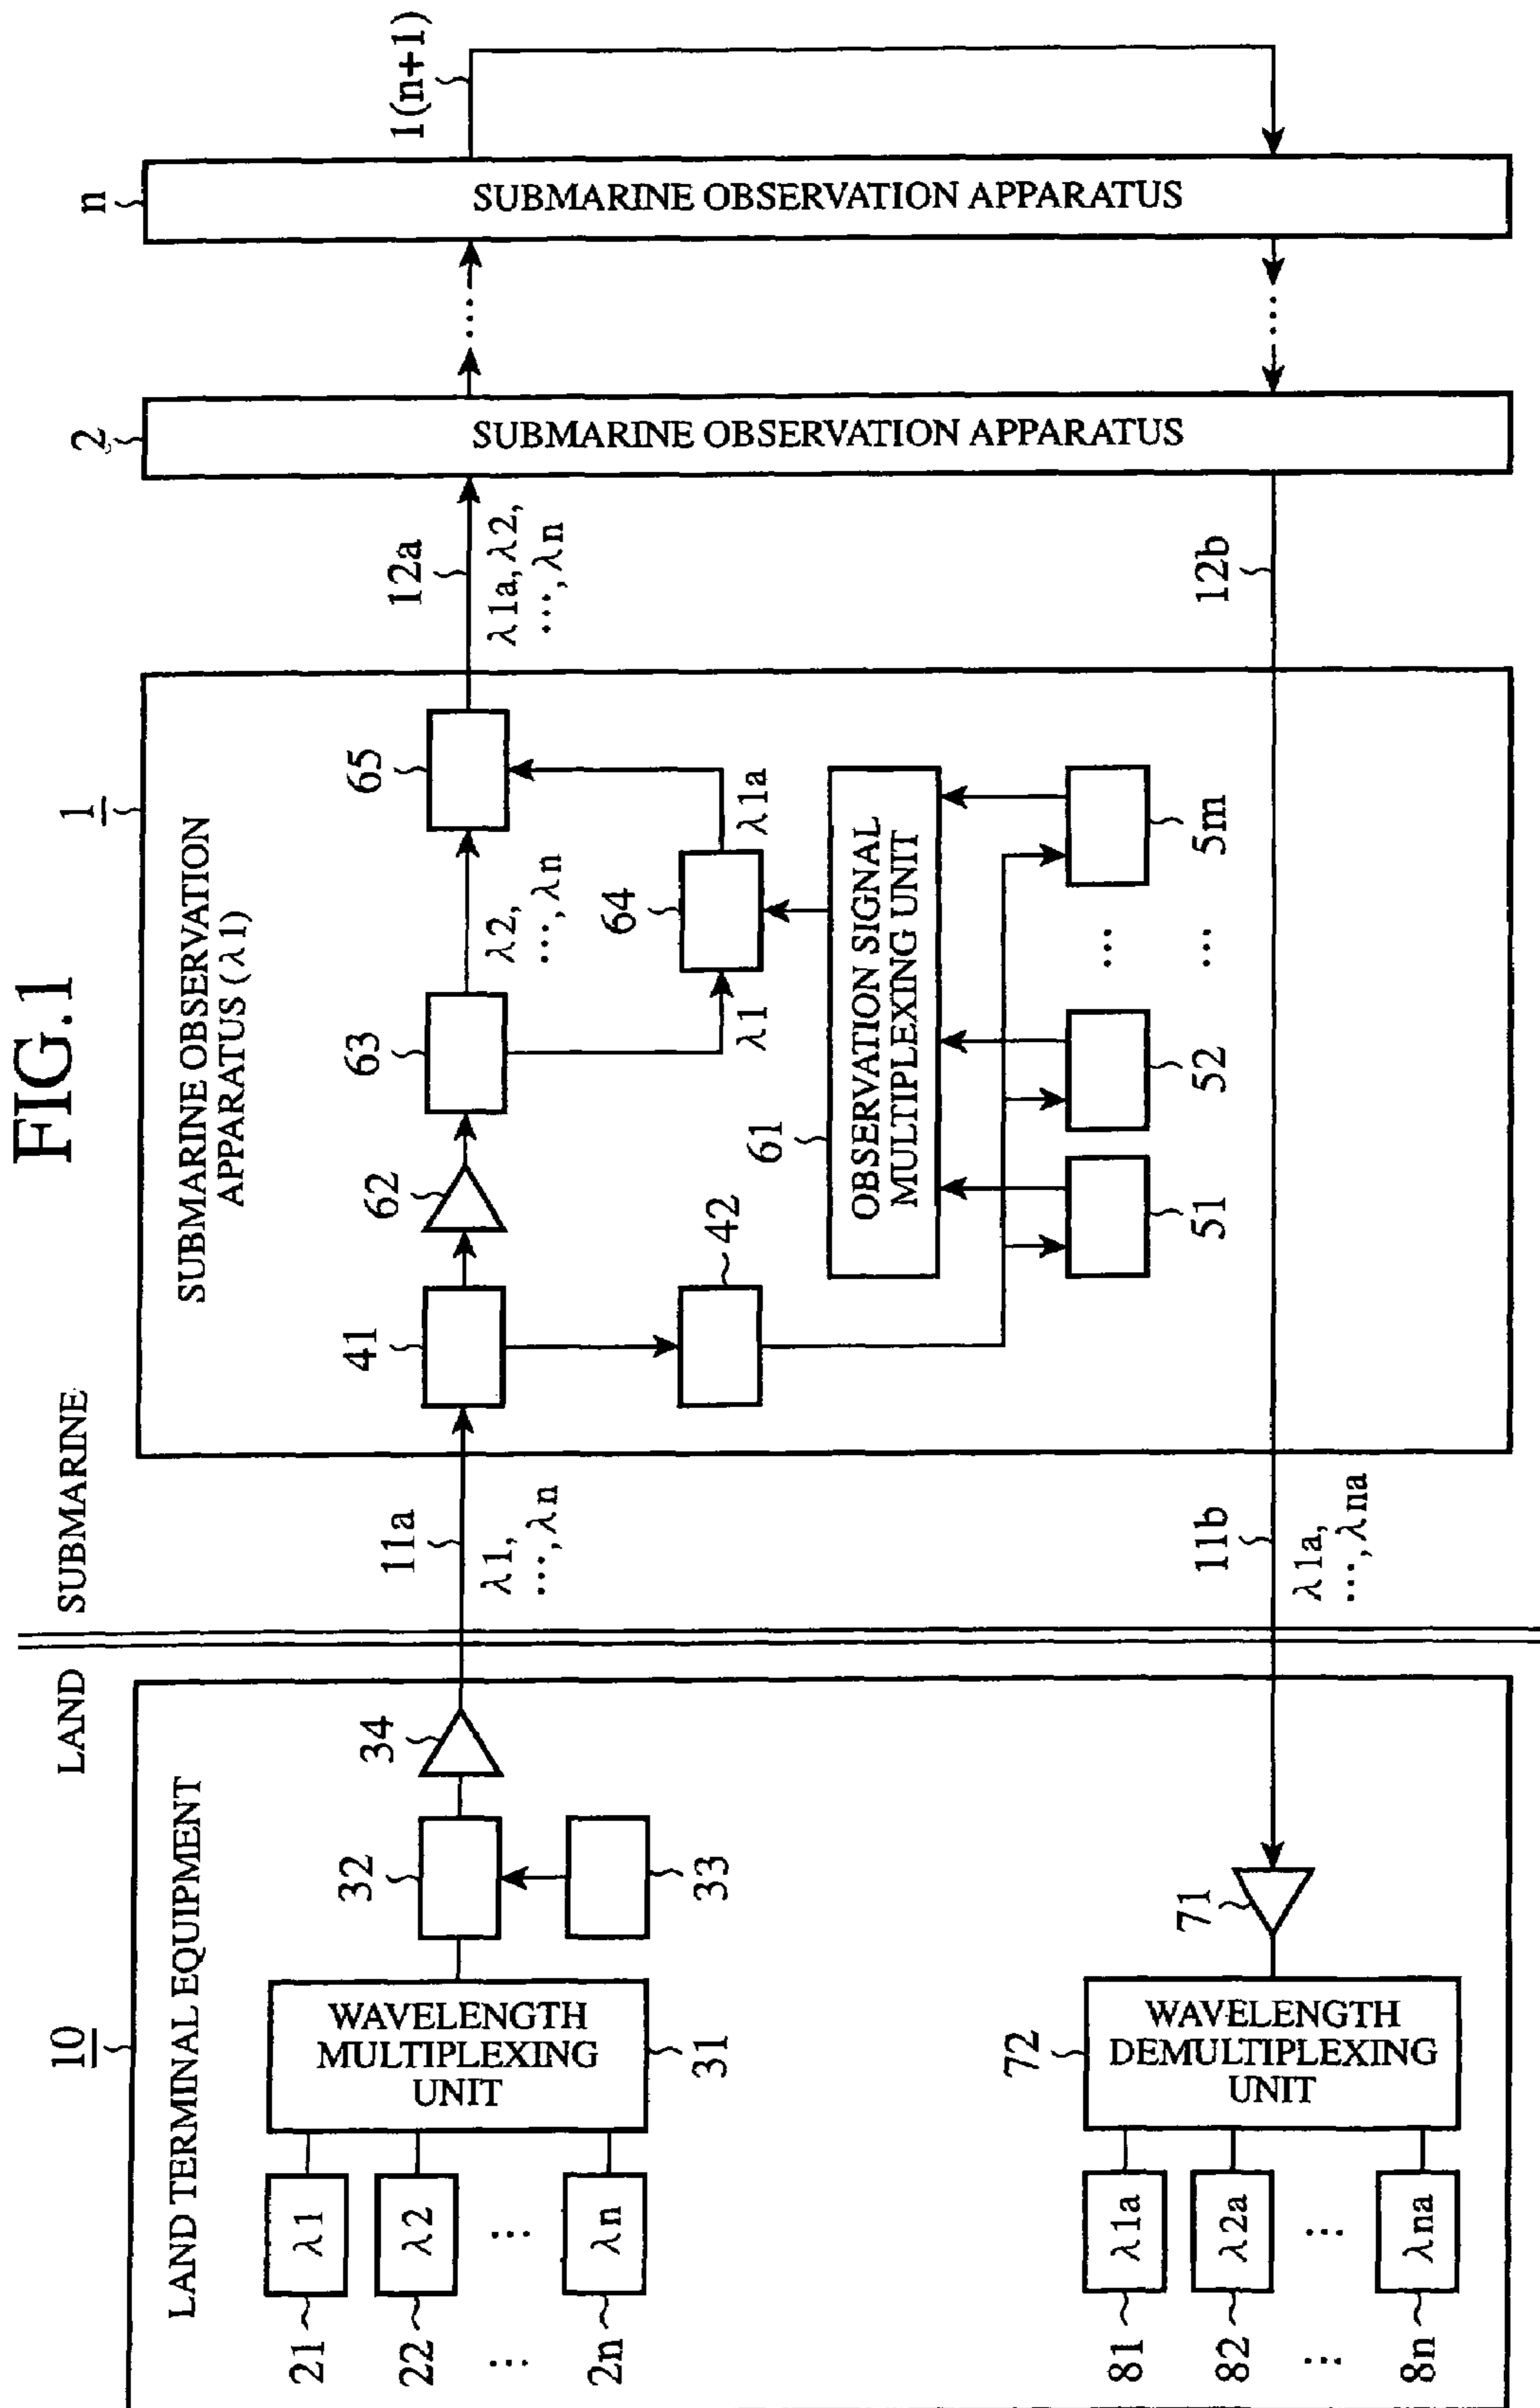 FIG.1
LAND
SUBMARINE
10
LAND TERMINAL EQUIPMENT
21
λ1
22
λ2
⋮
⋮
2n
λn
WAVELENGTH
MULTIPLEXING
UNIT
31
32
33
34
11a
λ1,
⋯,λn
1
SUBMARINE OBSERVATION
APPARATUS (λ1)
41
42
62
63
λ2,
⋯,λn
λ1
64
λ1a
65
61
OBSERVATION SIGNAL
MULTIPLEXING UNIT
51
52
⋯
⋯
5m
12a
λ1a,λ2,
⋯,λn
2
SUBMARINE OBSERVATION APPARATUS
⋯
n
SUBMARINE OBSERVATION APPARATUS
1(n+1)
⋯
12b
11b
λ1a,
⋯,λna
71
72
WAVELENGTH
DEMULTIPLEXING
UNIT
81
λ1a
82
λ2a
⋮
⋮
8n
λna